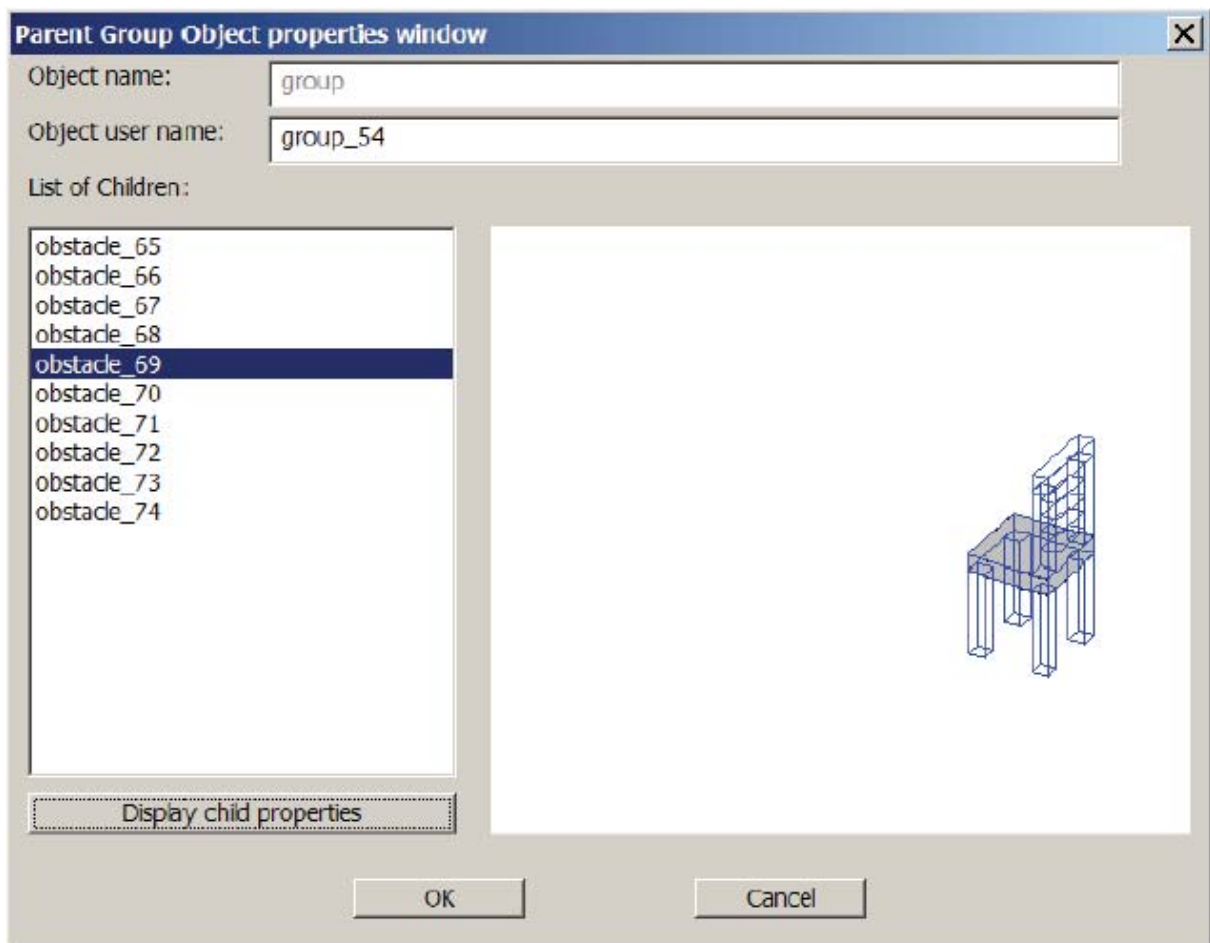 Parent Group Object properties window
Object name:
group
Object user name:
group_54
List of Children:
obstacle_65
obstacle_66
obstacle_67
obstacle_68
obstacle_69
obstacle_70
obstacle_71
obstacle_72
obstacle_73
obstacle_74
Display child properties
OK
Cancel